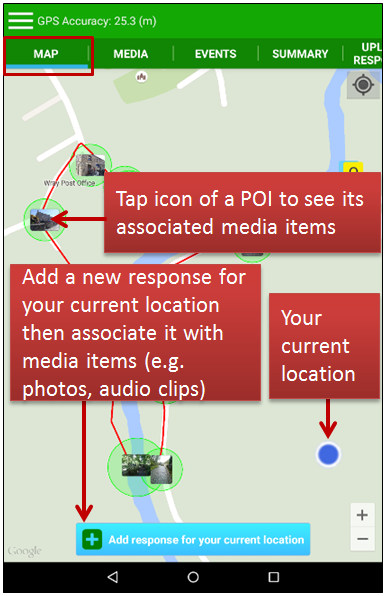 GPS Accuracy: 25.3 (m)
MAP
MEDIA
EVENTS
SUMMARY
UPL
RESPO
Wray Post Office
Tap icon of a POI to see its
associated media items
Add a new response for
your current location
then associate it with
media items (e.g.
photos, audio clips)
Your
current
location
+
−
Add response for your current location
Google